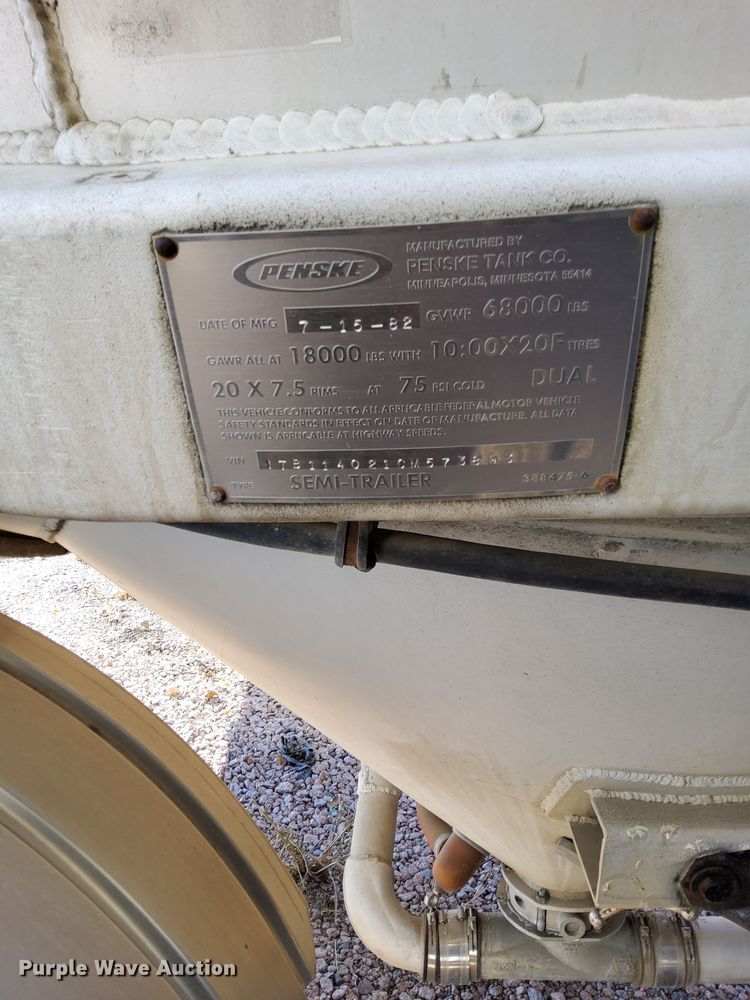 PENSKE
MANUFACTURED BY
PENSKE TANK CO.
MINNEAPOLIS, MINNESOTA 55414
DATE OF MFG 7-15-82 GVWR 68000 LBS
GAWR ALL AT 18000 LBS WITH 10:00X20F TIRES
20 X 7.5 RIMS AT 75 PSI COLD DUAL
THIS VEHICLE CONFORMS TO ALL APPLICABLE FEDERAL MOTOR VEHICLE
SAFETY STANDARDS IN EFFECT ON DATE OF MANUFACTURE. ALL DATA
SHOWN IS APPLICABLE AT HIGHWAY SPEEDS.
VIN
TYPE SEMI-TRAILER 388475-6
Purple Wave Auction